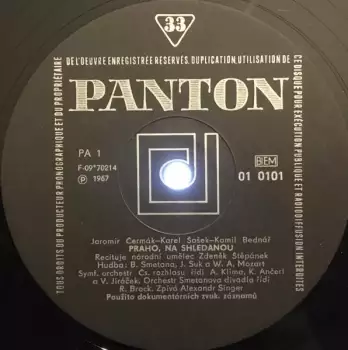 33
TOUS DROITS DU PRODUCTEUR PHONOGRAPHIQUE ET DU PROPRIÉTAIRE
DE L'OEUVRE ENREGISTRÉE RESERVÉS. DUPLICATION, UTILISATION DE
CE DISQUE POUR EXÉCUTION PUBLIQUE ET RADIODIFFUSION INTERDITES
PANTON
PA 1
F-09*70214
Ⓟ 1967
BIEM
01 0101
Jaromír Čermák-Karel Sošek-Kamil Bednář
PRAHO, NA SHLEDANOU
Recituje národní umělec Zdeněk Štěpánek
Hudba: B. Smetana, J. Suk a W. A. Mozart
Symf. orchestr Čs. rozhlasu řídí A. Klíma, K. Ančerl
a V. Jiráček, Orchestr Smetanova divadla řídí
R. Brock. Zpívá Alexandr Singer
Použito dokumentárních zvuk. záznamů